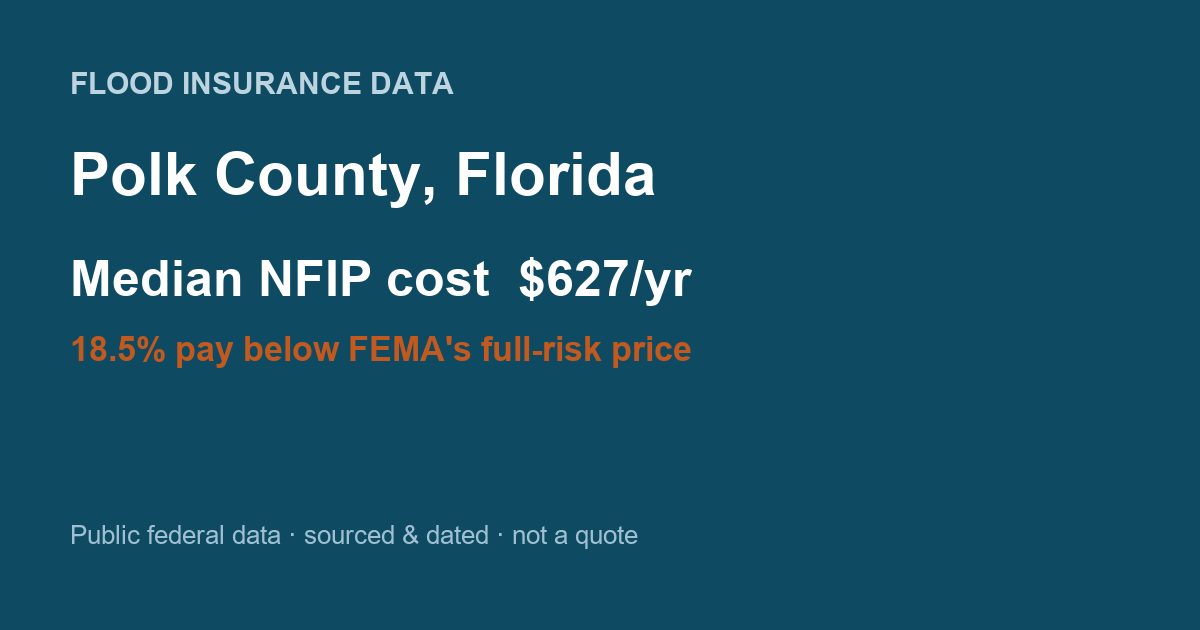 FLOOD INSURANCE DATA
Polk County, Florida
Median NFIP cost  $627/yr
18.5% pay below FEMA's full-risk price
Public federal data · sourced & dated · not a quote